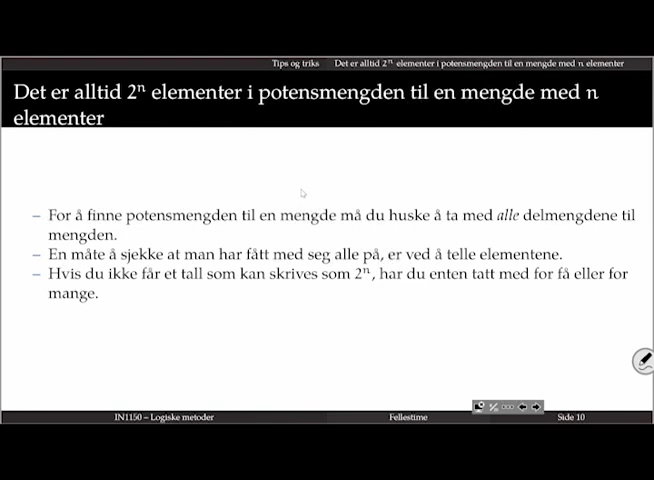 Tips og triks Det er alltid 2ⁿ elementer i potensmengden til en mengde med n elementer
Det er alltid 2ⁿ elementer i potensmengden til en mengde med n
elementer
– For å finne potensmengden til en mengde må du huske å ta med alle delmengdene til
mengden.
– En måte å sjekke at man har fått med seg alle på, er ved å telle elementene.
– Hvis du ikke får et tall som kan skrives som 2ⁿ, har du enten tatt med for få eller for
mange.
IN1150 – Logiske metoder Fellestime Side 10